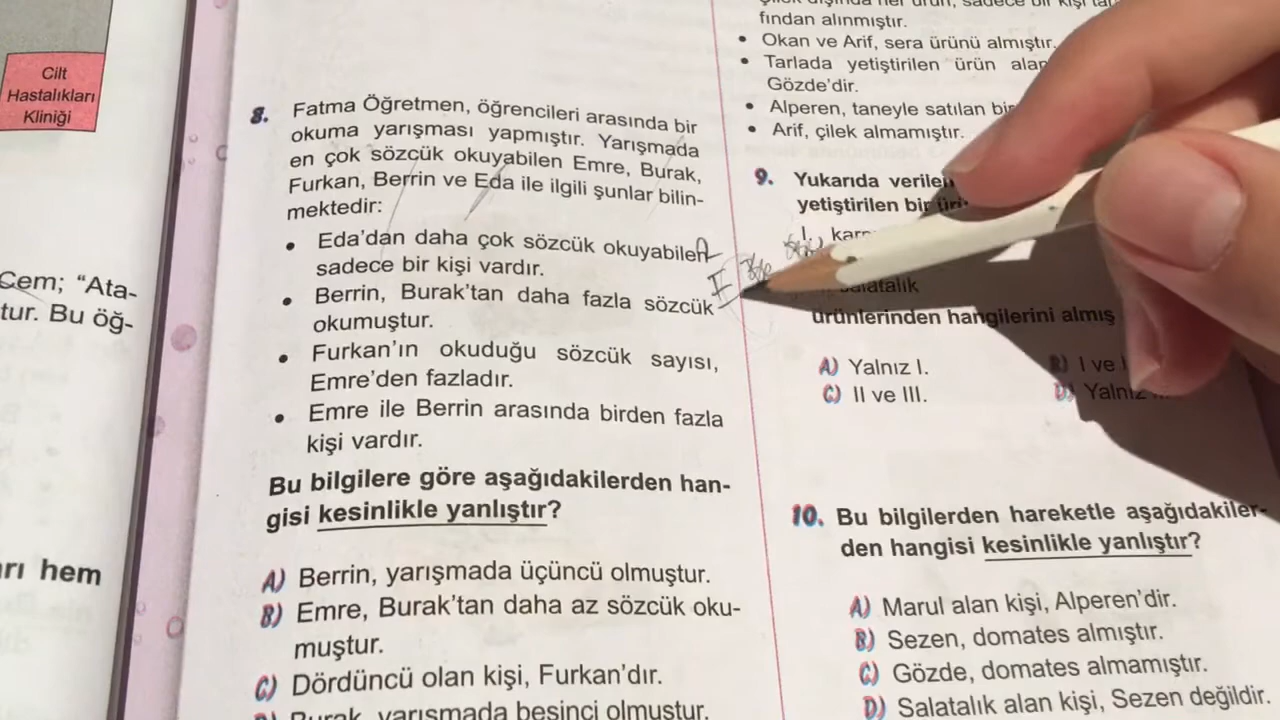 Cilt
Hastalıkları
Kliniği
Cem; “Ata-
tur. Bu öğ-
hem
8. Fatma Öğretmen, öğrencileri arasında bir
okuma yarışması yapmıştır. Yarışmada
en çok sözcük okuyabilen Emre, Burak,
Furkan, Berrin ve Eda ile ilgili şunlar bilin-
mektedir:
• Eda’dan daha çok sözcük okuyabilen
sadece bir kişi vardır.
• Berrin, Burak’tan daha fazla sözcük
okumuştur.
• Furkan’ın okuduğu sözcük sayısı,
Emre’den fazladır.
• Emre ile Berrin arasında birden fazla
kişi vardır.
Bu bilgilere göre aşağıdakilerden han-
gisi kesinlikle yanlıştır?
A) Berrin, yarışmada üçüncü olmuştur.
B) Emre, Burak’tan daha az sözcük oku-
muştur.
C) Dördüncü olan kişi, Furkan’dır.
D) Burak, yarışmada beşinci olmuştur.
ürün, sadece bir kişi
fından alınmıştır.
• Okan ve Arif, sera ürünü almıştır.
• Tarlada yetiştirilen ürün alan
Gözde’dir.
• Alperen, taneyle satılan bir
• Arif, çilek almamıştır.
9. Yukarıda verilen
yetiştirilen bir
I.
salatalık
ürünlerinden hangilerini almış
A) Yalnız I. B) I ve
C) II ve III. D) Yalnız
10. Bu bilgilerden hareketle aşağıdakiler-
den hangisi kesinlikle yanlıştır?
A) Marul alan kişi, Alperen’dir.
B) Sezen, domates almıştır.
C) Gözde, domates almamıştır.
D) Salatalık alan kişi, Sezen değildir.